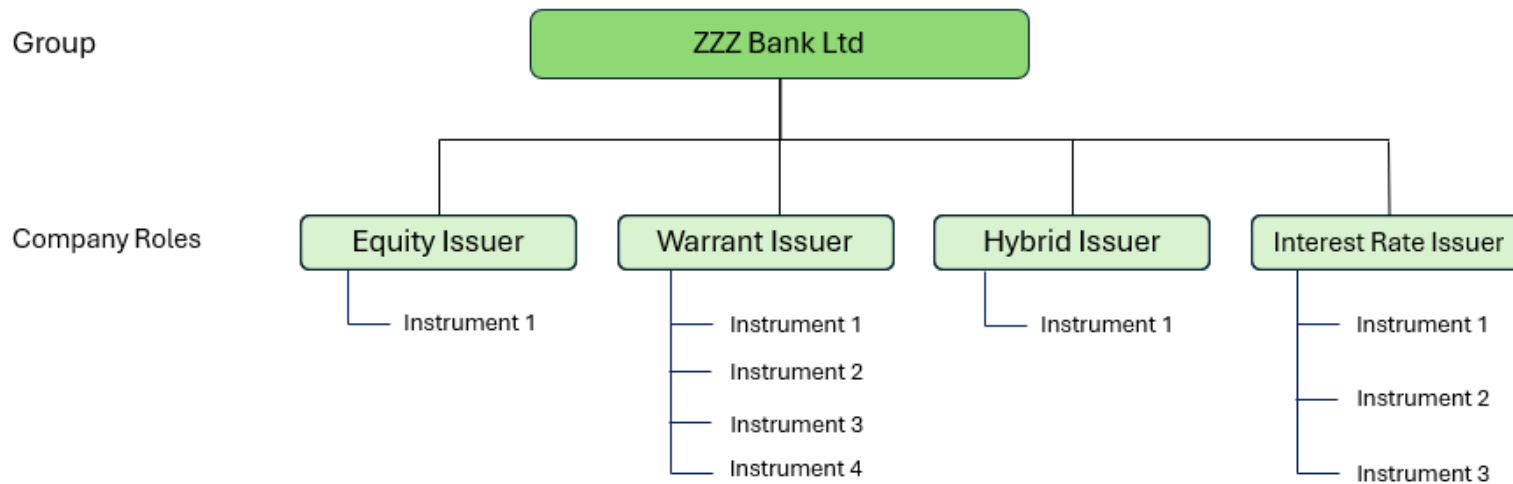 Group
ZZZ Bank Ltd
Company Roles
Equity Issuer
Warrant Issuer
Hybrid Issuer
Interest Rate Issuer
Instrument 1
Instrument 1
Instrument 2
Instrument 3
Instrument 4
Instrument 1
Instrument 1
Instrument 2
Instrument 3